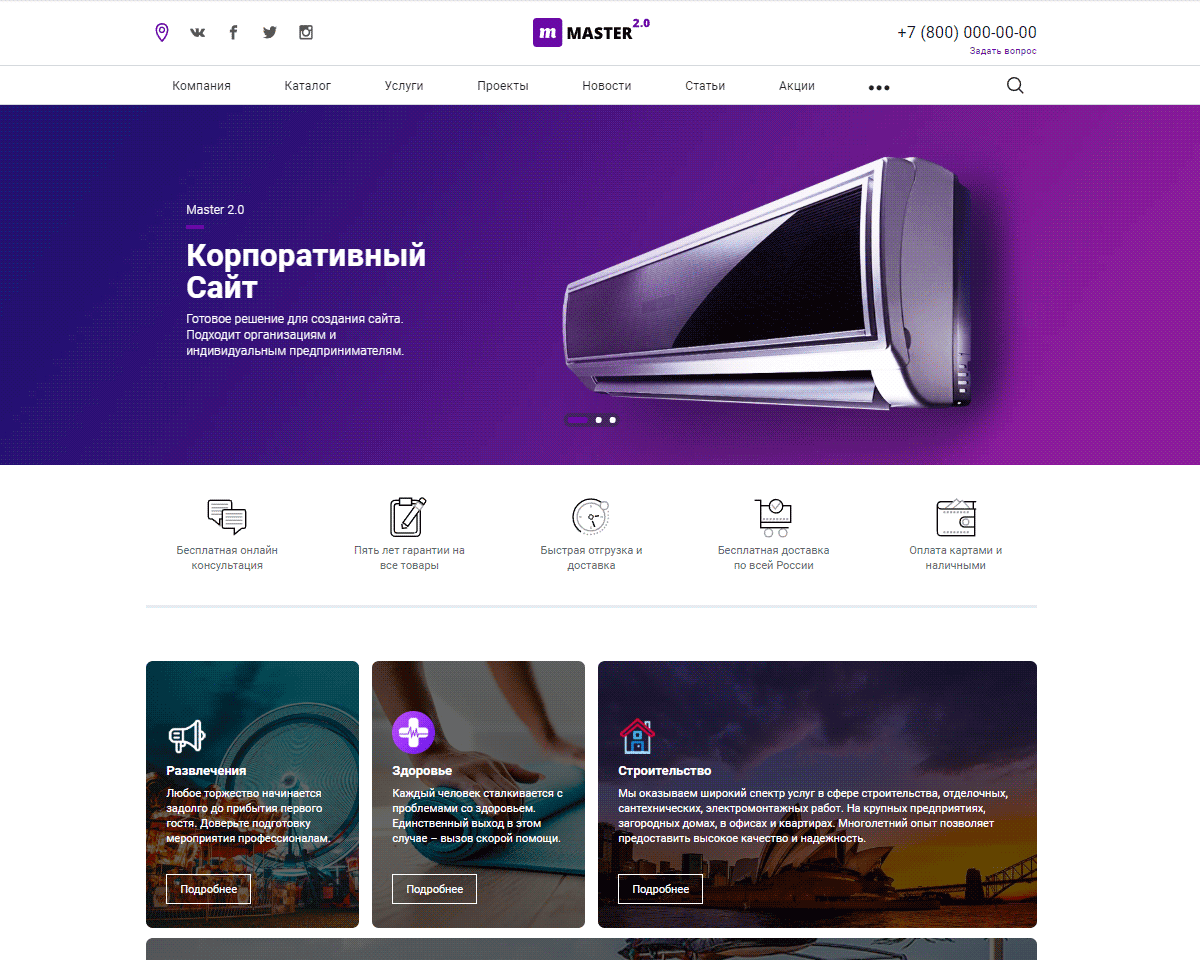 m MASTER 2.0
+7 (800) 000-00-00
Задать вопрос
Компания Каталог Услуги Проекты Новости Статьи Акции
Master 2.0
Корпоративный
Сайт
Готовое решение для создания сайта.
Подходит организациям и
индивидуальным предпринимателям.
Бесплатная онлайн
консультация
Пять лет гарантии на
все товары
Быстрая отгрузка и
доставка
Бесплатная доставка
по всей России
Оплата картами и
наличными
Развлечения
Любое торжество начинается
задолго до прибытия первого
гостя. Доверьте подготовку
мероприятия профессионалам.
Подробнее
Здоровье
Каждый человек сталкивается с
проблемами со здоровьем.
Единственный выход в этом
случае – вызов скорой помощи.
Подробнее
Строительство
Мы оказываем широкий спектр услуг в сфере строительства, отделочных,
сантехнических, электромонтажных работ. На крупных предприятиях,
загородных домах, в офисах и квартирах. Многолетний опыт позволяет
предоставить высокое качество и надежность.
Подробнее